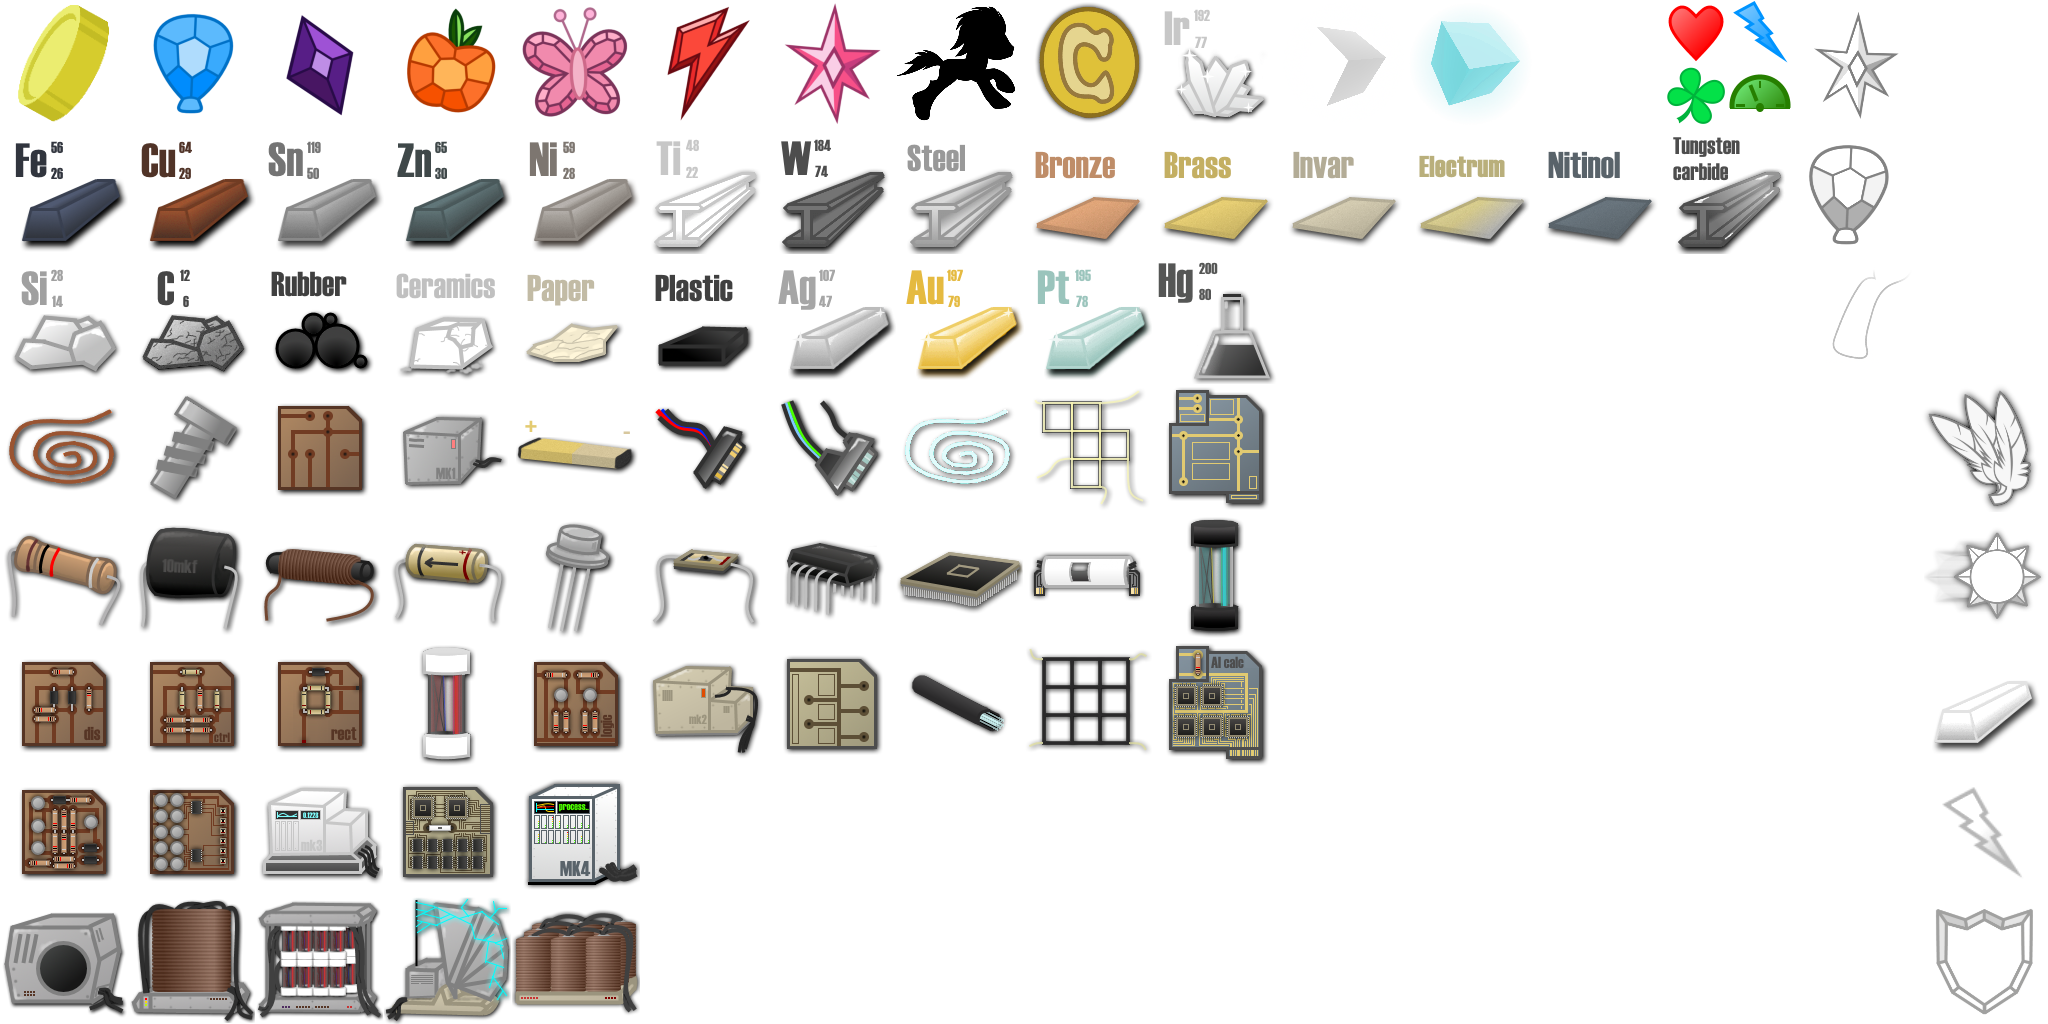 C
Ir 192 77
Fe 56 26
Cu 64 29
Sn 119 50
Zn 65 30
Ni 59 28
Ti 48 22
W 184 74
Steel
Bronze
Brass
Invar
Electrum
Nitinol
Tungsten
carbide
Si 28 14
C 12 6
Rubber
Ceramics
Paper
Plastic
Ag 107 47
Au 197 79
Pt 195 78
Hg 200 80
MK1
+ -
10mk1
+
dis
ctrl
rect
logic
mk2
AI calc
0.1228
mk3
process..
MK4